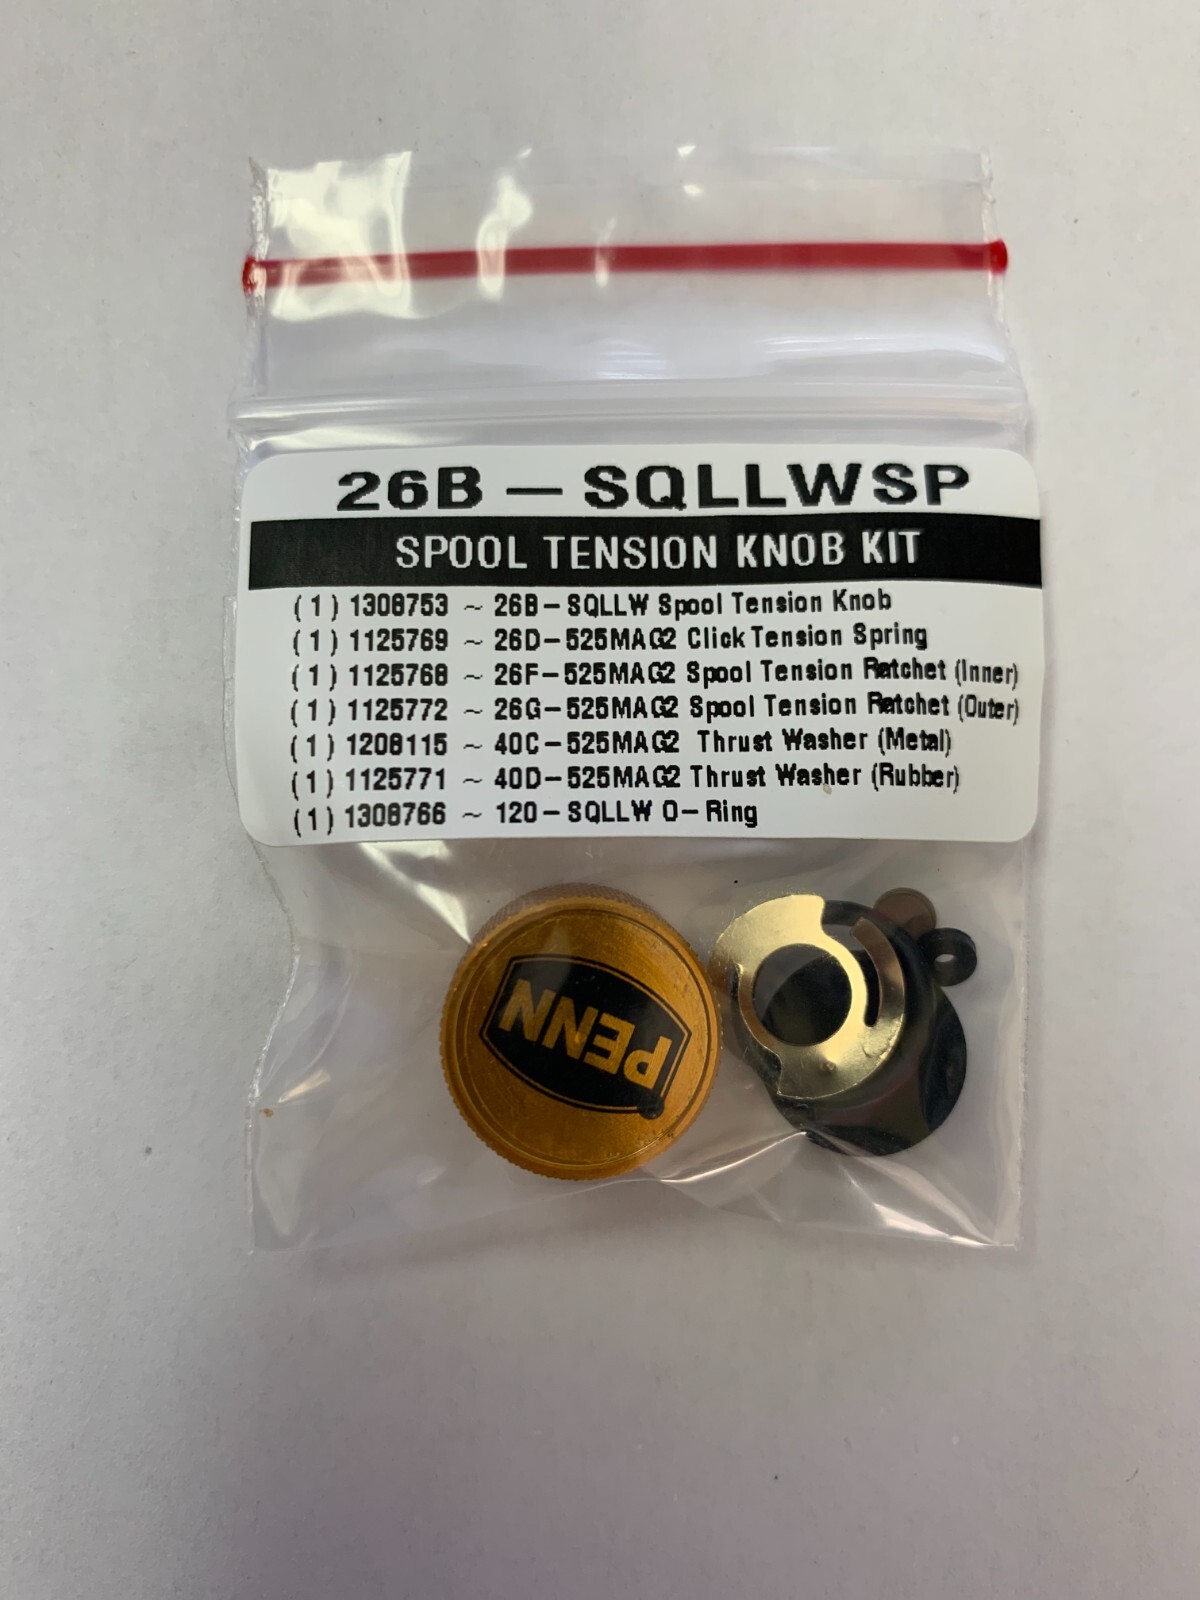 26B — SQLLWSP
SPOOL TENSION KNOB KIT
(1) 1308753 ~ 26B-SQLLW Spool Tension Knob
(1) 1125769 ~ 26D-525MAG2 Click Tension Spring
(1) 1125768 ~ 26F-525MAG2 Spool Tension Ratchet (Inner)
(1) 1125772 ~ 26G-525MAG2 Spool Tension Ratchet (Outer)
(1) 1208115 ~ 40C-525MAG2 Thrust Washer (Metal)
(1) 1125771 ~ 40D-525MAG2 Thrust Washer (Rubber)
(1) 1308766 ~ 120-SQLLW O-Ring
PENN